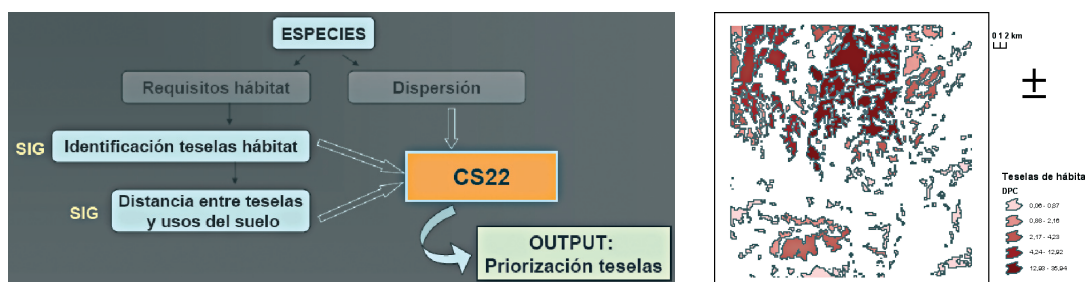 ESPECIES
Requisitos hábitat
Dispersión
SIG
Identificación teselas hábitat
CS22
SIG
Distancia entre teselas
y usos del suelo
OUTPUT:
Priorización teselas
0 1 2 km
±
Teselas de hábita
DPC
0,06 - 0,87
0,88 - 2,16
2,17 - 4,23
4,24 - 12,92
12,93 - 35,94